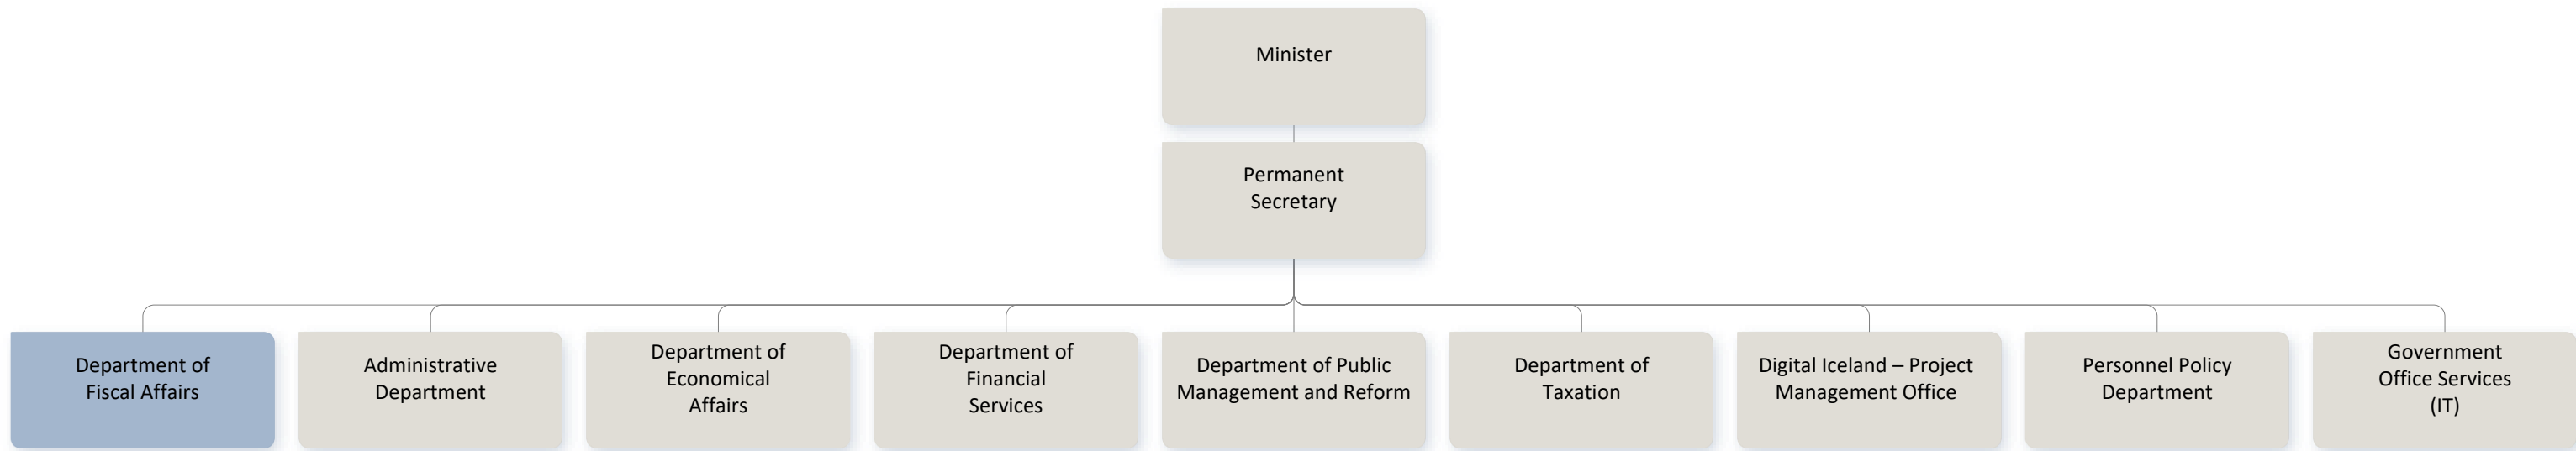 Minister
Permanent
Secretary
Department of
Fiscal Affairs
Administrative
Department
Department of
Economical
Affairs
Department of
Financial
Services
Department of Public
Management and Reform
Department of
Taxation
Digital Iceland – Project
Management Office
Personnel Policy
Department
Government
Office Services
(IT)